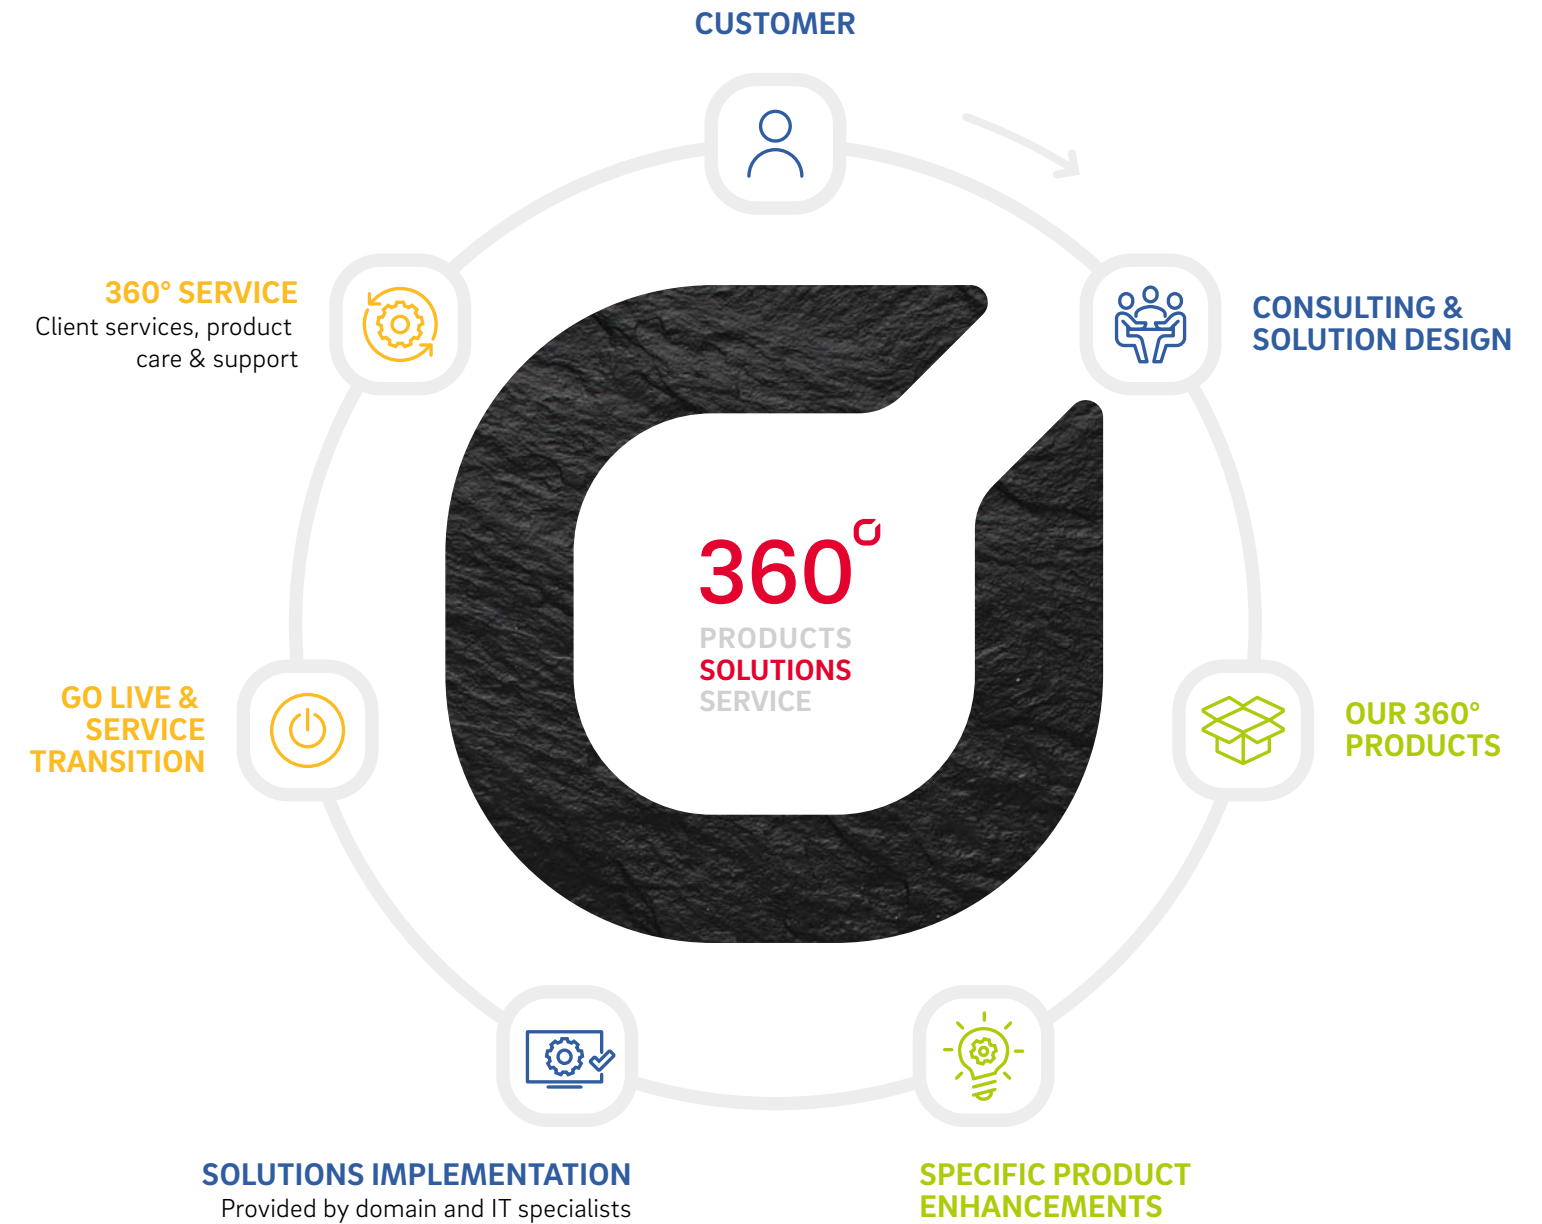 CUSTOMER
360° SERVICE
Client services, product
care & support
CONSULTING &
SOLUTION DESIGN
360°
PRODUCTS
SOLUTIONS
SERVICE
GO LIVE &
SERVICE
TRANSITION
OUR 360°
PRODUCTS
SOLUTIONS IMPLEMENTATION
Provided by domain and IT specialists
SPECIFIC PRODUCT
ENHANCEMENTS